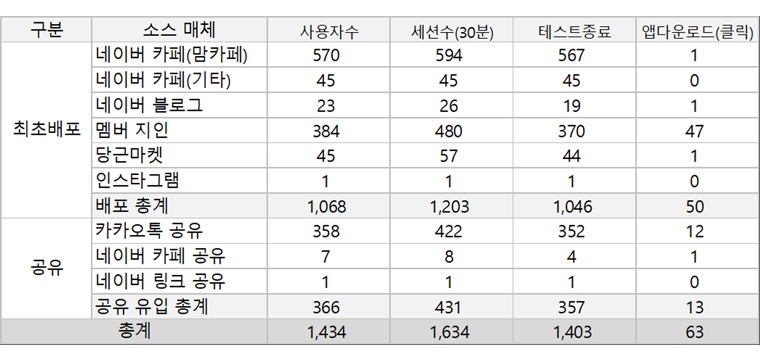 구분 소스 매체 사용자수 세션수(30분) 테스트종료 앱다운로드(클릭)
네이버 카페(맘카페) 570 594 567 1
네이버 카페(기타) 45 45 45 0
네이버 블로그 23 26 19 1
최초배포 멤버 지인 384 480 370 47
당근마켓 45 57 44 1
인스타그램 1 1 1 0
배포 총계 1,068 1,203 1,046 50
카카오톡 공유 358 422 352 12
공유 네이버 카페 공유 7 8 4 1
네이버 링크 공유 1 1 1 0
공유 유입 총계 366 431 357 13
총계 1,434 1,634 1,403 63